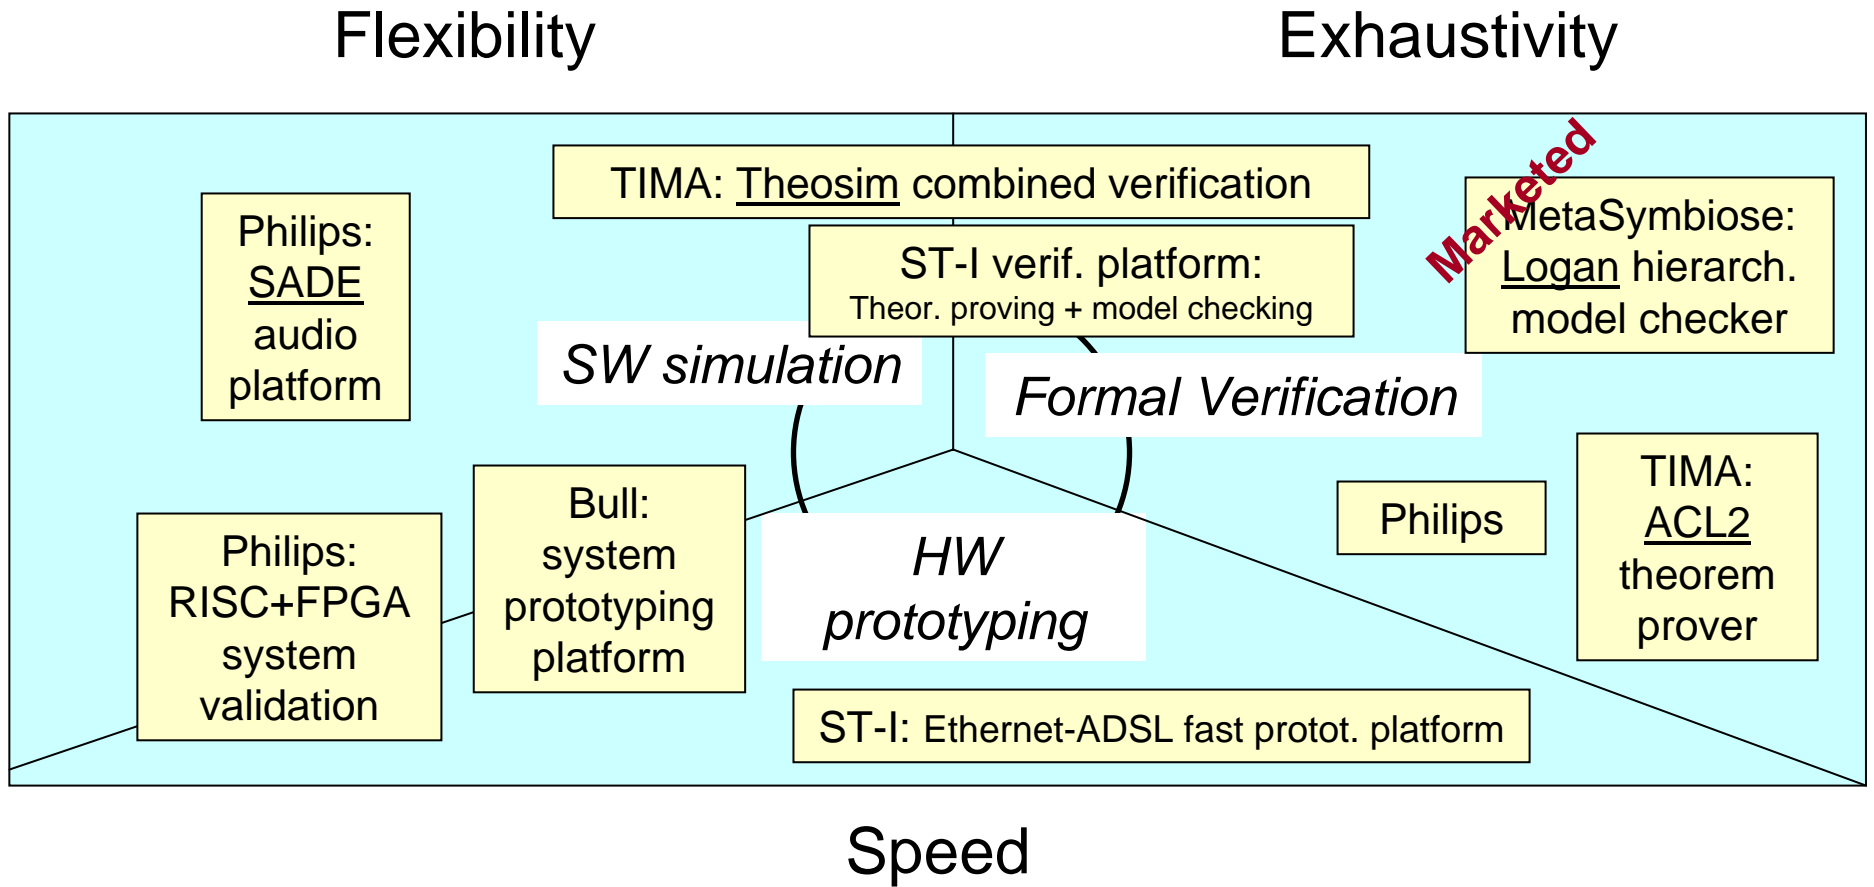 Flexibility
Exhaustivity
TIMA: Theosim combined verification
Marketed
Philips:
SADE
audio
platform
ST-I verif. platform:
Theor. proving + model checking
MetaSymbiose:
Logan hierarch.
model checker
SW simulation
Formal Verification
Bull:
system
prototyping
platform
Philips
TIMA:
ACL2
theorem
prover
Philips:
RISC+FPGA
system
validation
HW
prototyping
ST-I: Ethernet-ADSL fast protot. platform
Speed